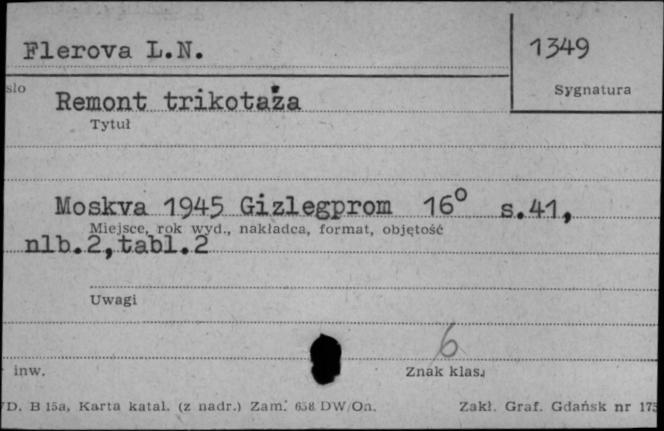 Flerova L.N.
1349
Sygnatura
sło
Remont trikotaża
Tytuł
Moskva 1945 Gizlegprom 16° s.41,
Miejsce, rok wyd., nakładca, format, objętość
nlb.2,tabl.2
Uwagi
6
inw.
Znak klas.
D. B 15a, Karta katal. (z nadr.) Zam. 658 DW/On. Zakł. Graf. Gdańsk nr 175